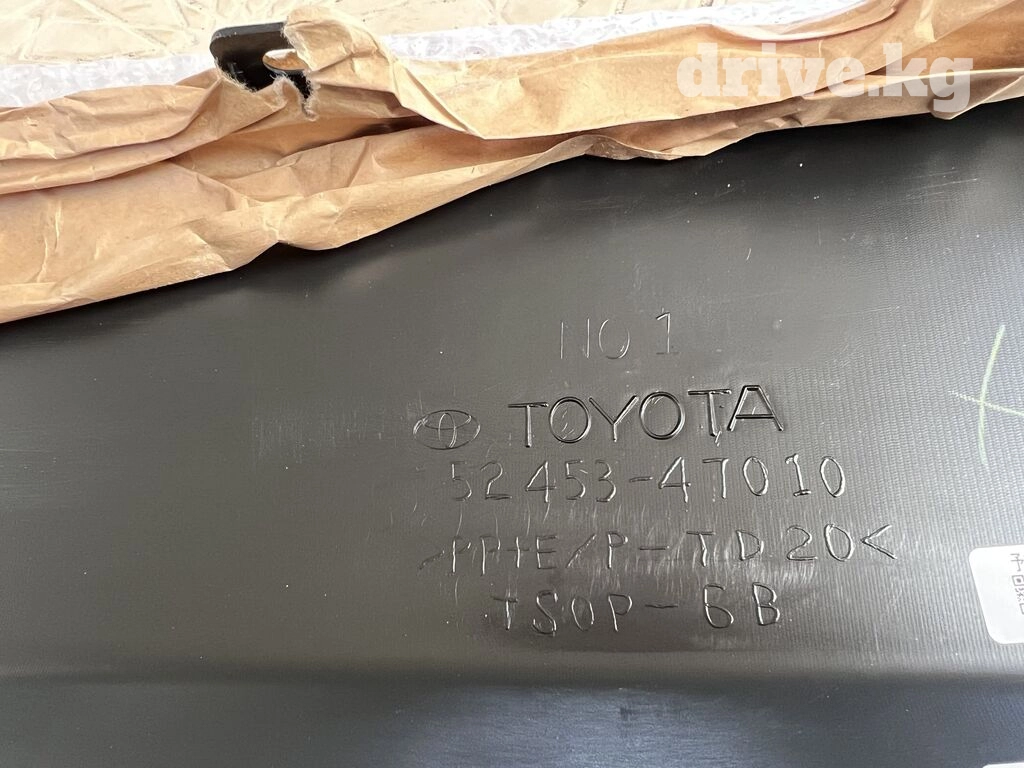 drive.kg
NO 1
TOYOTA
52453-47010
>PP+E/P-TD20<
TSOP-6B